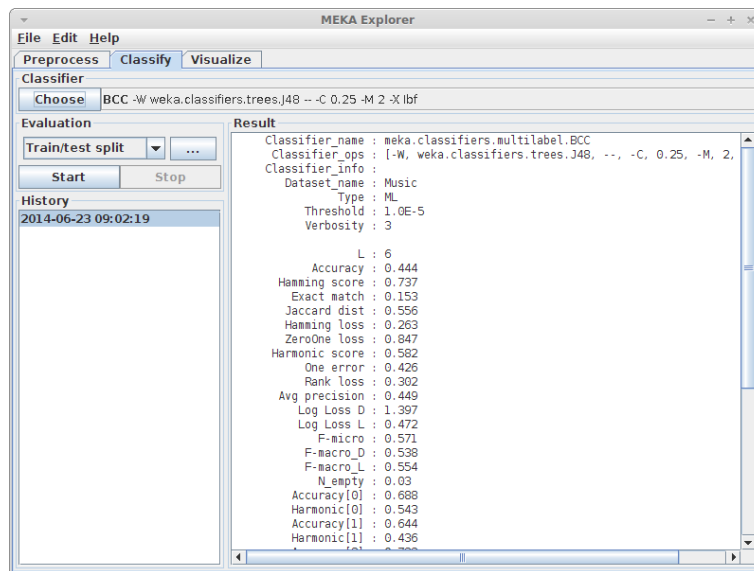 MEKA Explorer
File Edit Help
Preprocess Classify Visualize
Classifier
Choose BCC -W weka.classifiers.trees.J48 -- -C 0.25 -M 2 -X Ibf
Evaluation
Train/test split ...
Start Stop
History
2014-06-23 09:02:19
Result
Classifier_name : meka.classifiers.multilabel.BCC
Classifier_ops : [-W, weka.classifiers.trees.J48, --, -C, 0.25, -M, 2,
Classifier_info :
Dataset_name : Music
Type : ML
Threshold : 1.0E-5
Verbosity : 3
L : 6
Accuracy : 0.444
Hamming score : 0.737
Exact match : 0.153
Jaccard dist : 0.556
Hamming loss : 0.263
ZeroOne loss : 0.847
Harmonic score : 0.582
One error : 0.426
Rank loss : 0.302
Avg precision : 0.449
Log Loss D : 1.397
Log Loss L : 0.472
F-micro : 0.571
F-macro_D : 0.538
F-macro_L : 0.554
N_empty : 0.03
Accuracy[0] : 0.688
Harmonic[0] : 0.543
Accuracy[1] : 0.644
Harmonic[1] : 0.436